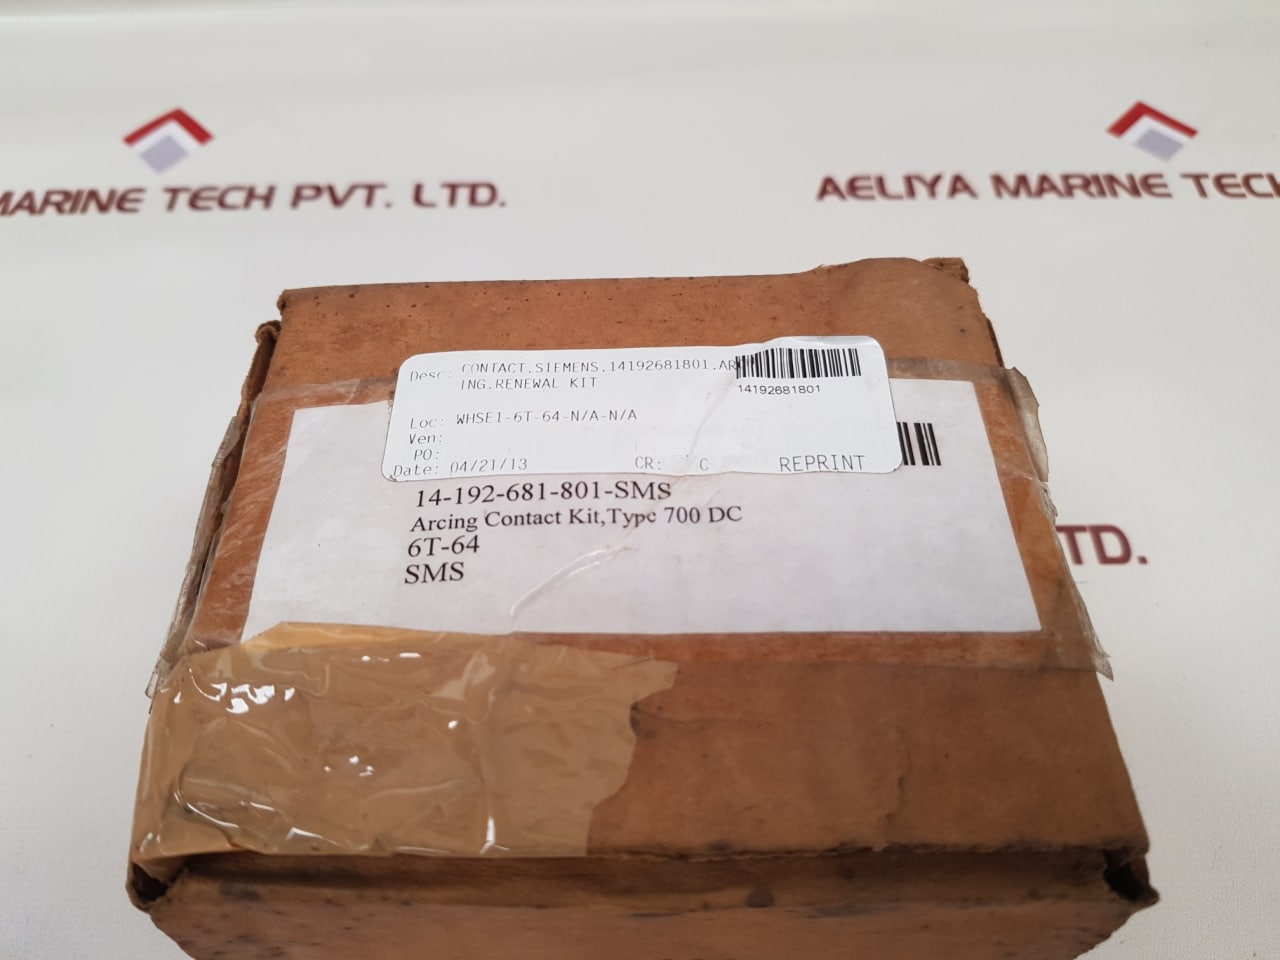 MARINE TECH PVT. LTD.
AELIYA MARINE TECH
Desc: CONTACT,SIEMENS,14192681801,AR
ING,RENEWAL KIT
14192681801
Loc: WHSE1-6T-64-N/A-N/A
Ven:
PO:
Date: 04/21/13 CR: C REPRINT
14-192-681-801-SMS
Arcing Contact Kit,Type 700 DC
6T-64
SMS
TD.